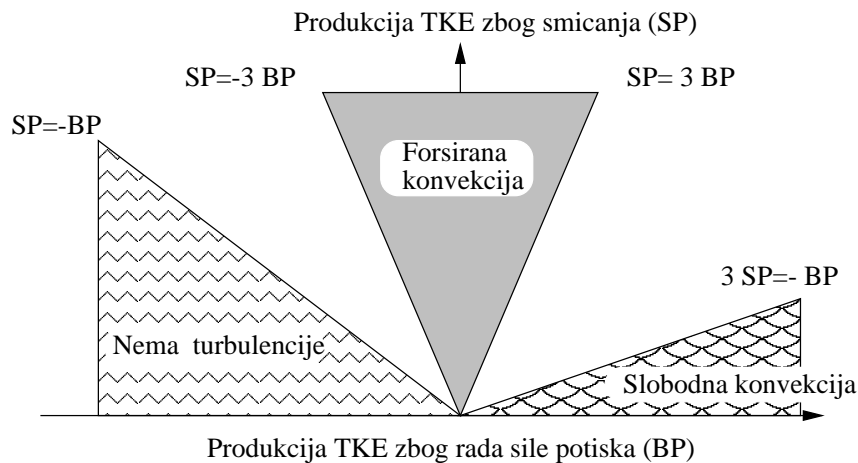 Produkcija TKE zbog smicanja (SP)
SP=-3 BP
SP= 3 BP
SP=-BP
Forsirana
konvekcija
3 SP=- BP
Nema turbulencije
Slobodna konvekcija
Produkcija TKE zbog rada sile potiska (BP)